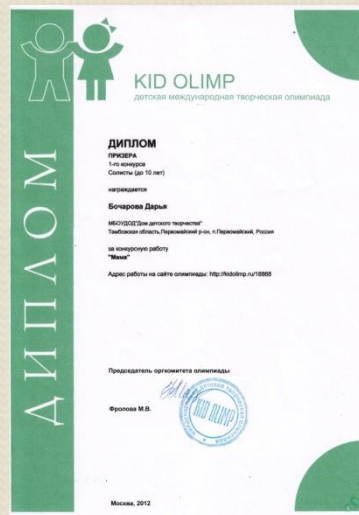 KID OLIMP
детская международная творческая олимпиада
ДИПЛОМ
ДИПЛОМ
ПРИЗЕРА
1-го конкурса
Солисты (до 10 лет)
награждается
Бочарова Дарья
МБОУДОД"Дом детского творчества"
Тамбовская область,Первомайский р-он, п.Первомайский, Россия
за конкурсную работу
"Мама"
Адрес работы на сайте олимпиады: http://kidolimp.ru/18868
Председатель оргкомитета олимпиады
Фролова М.В.
KID OLIMP
Москва, 2012